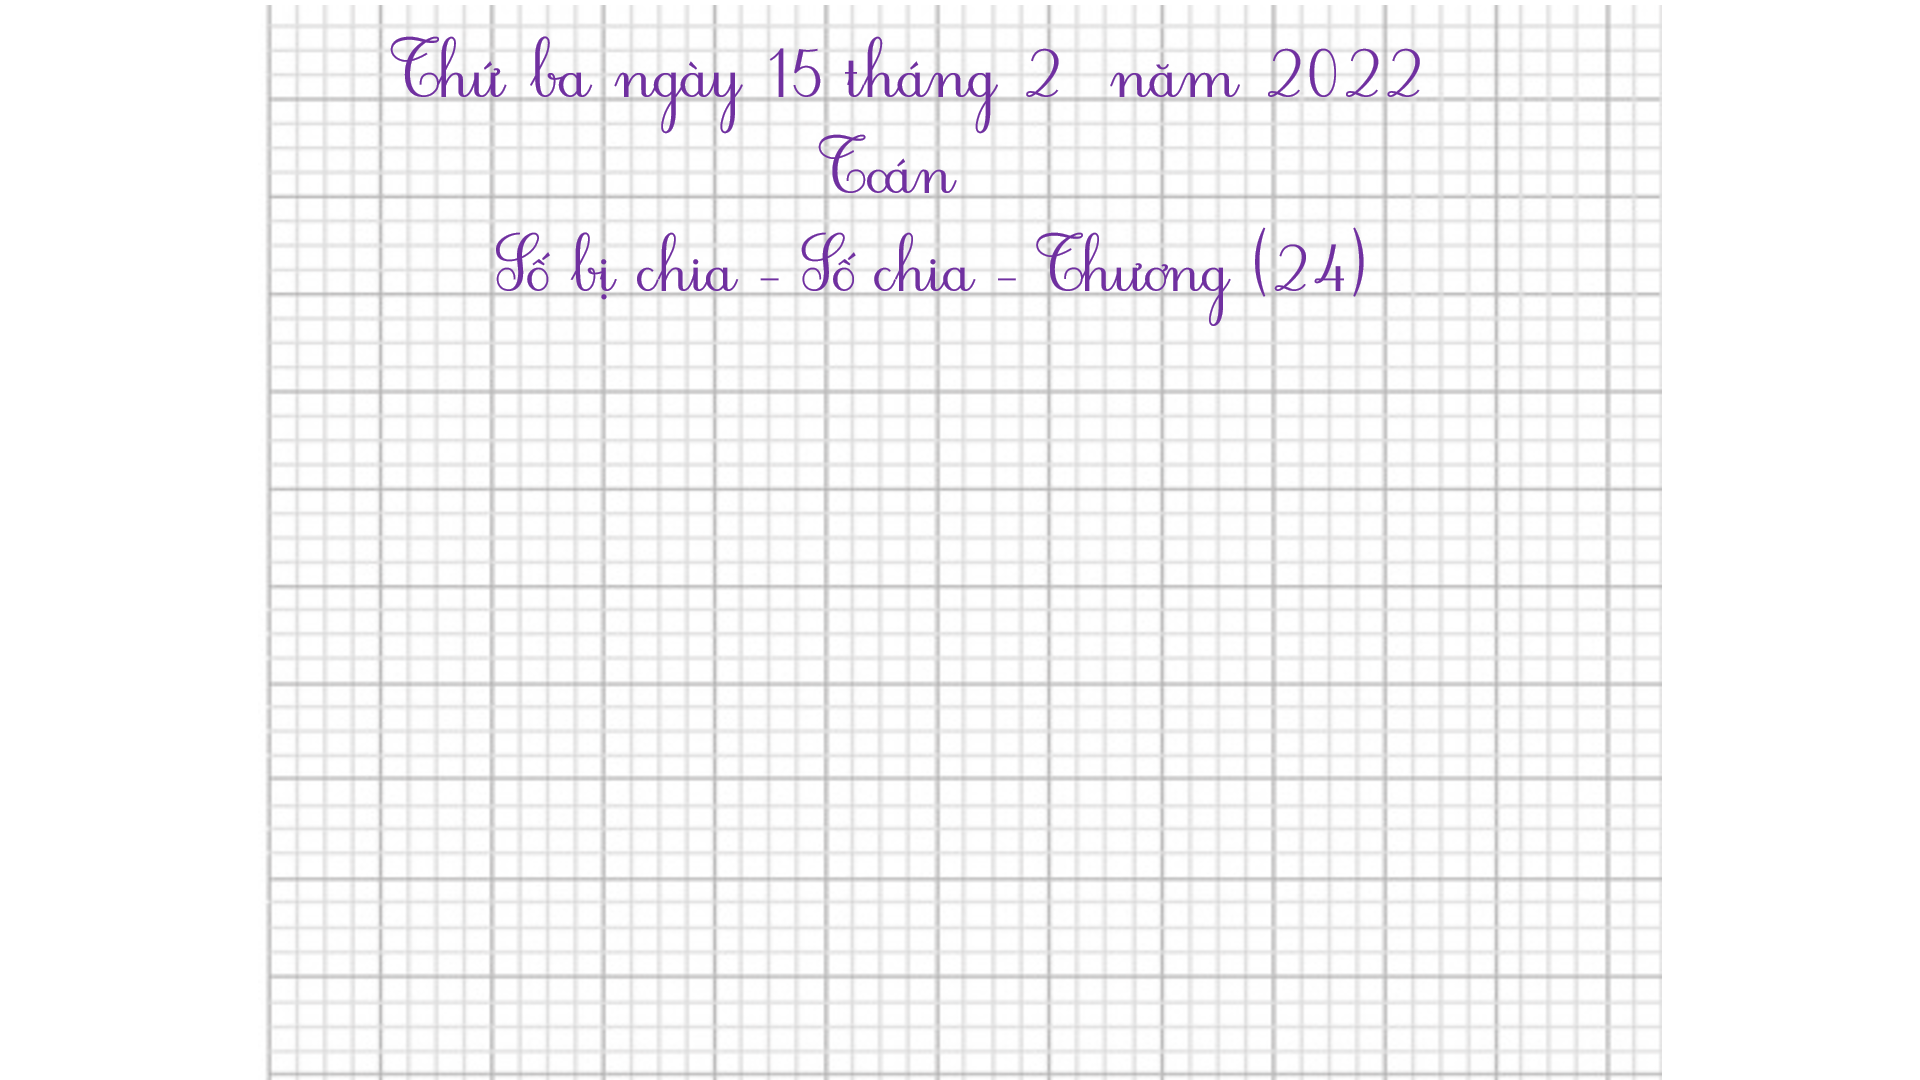 Thứ ba ngày 15 tháng 2 năm 2022
Toán
Số bị chia - Số chia - Thương (24)